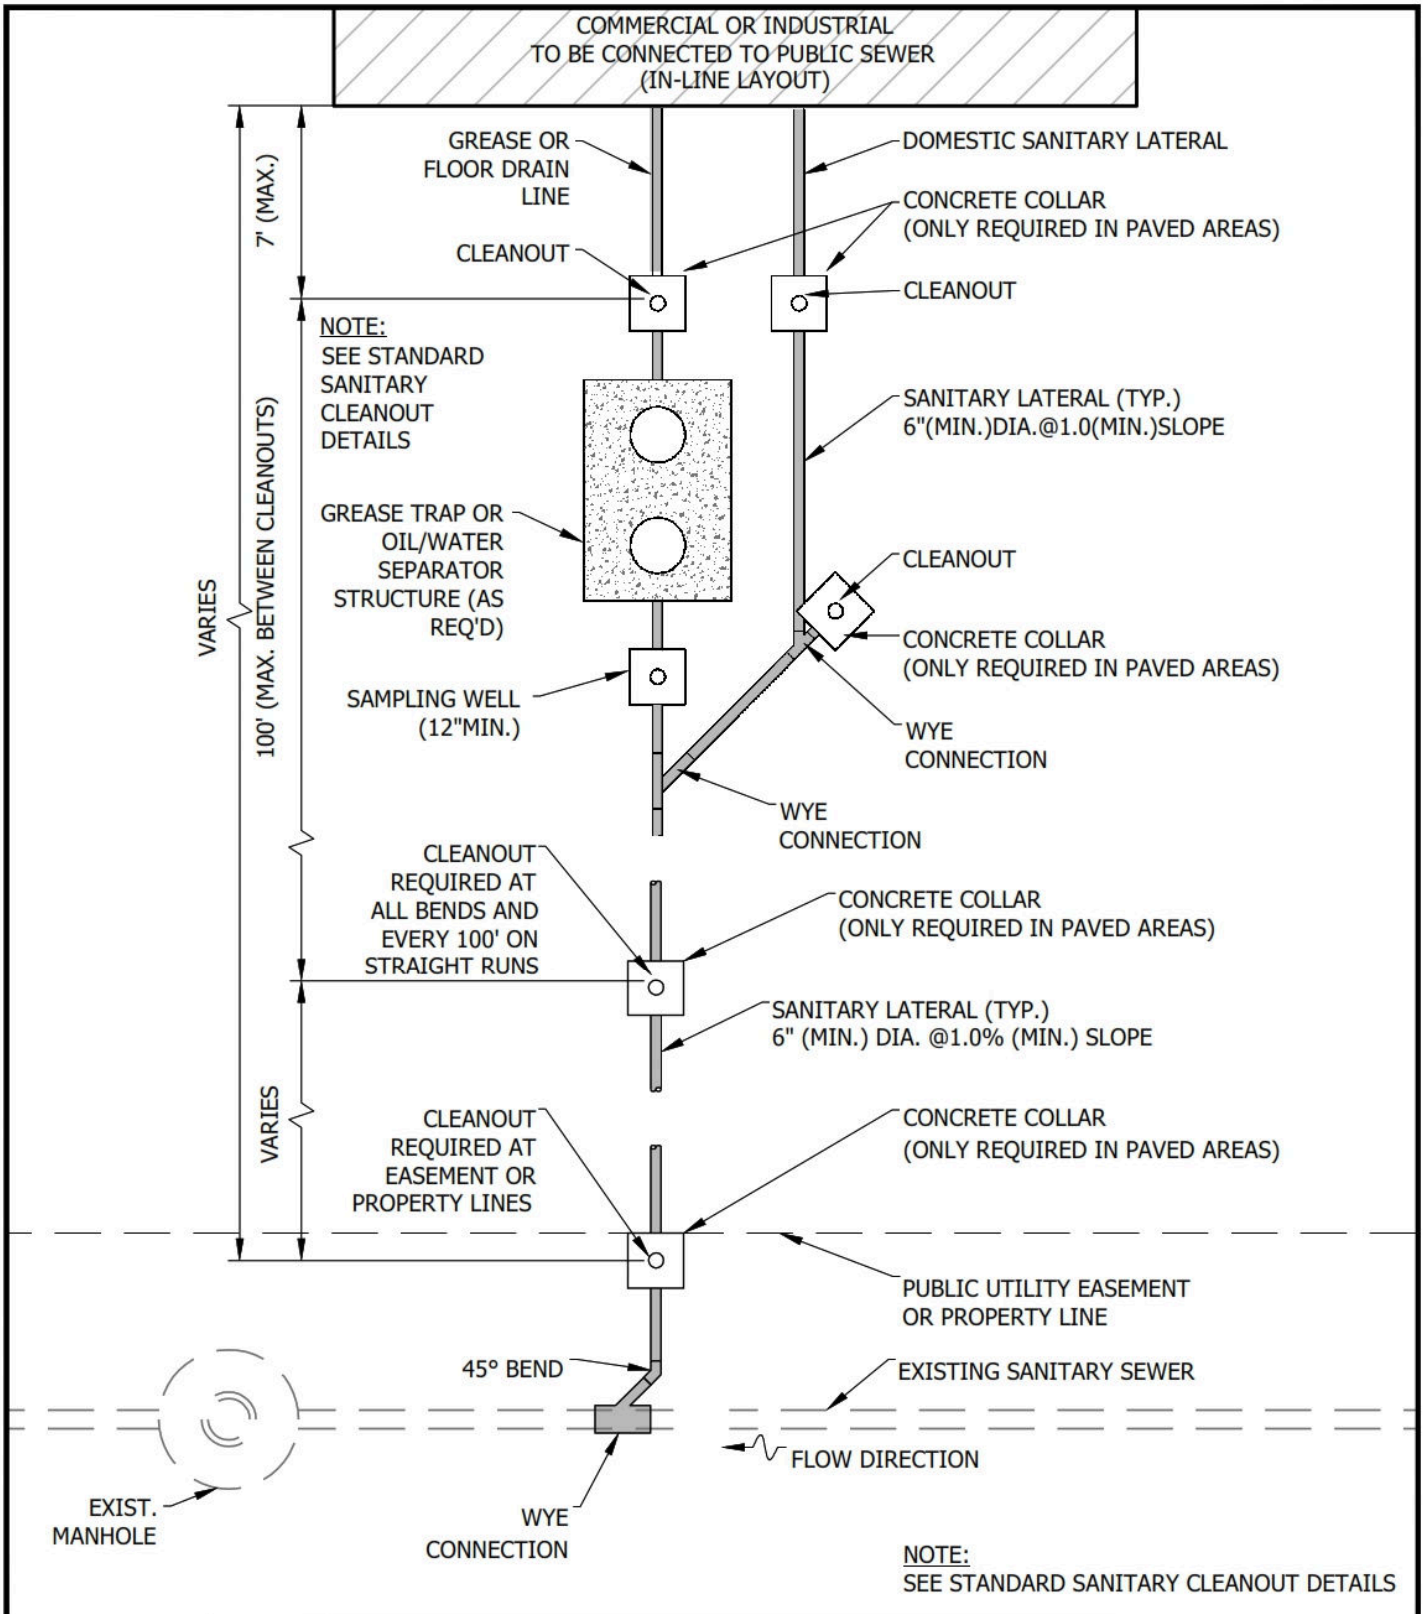 COMMERCIAL OR INDUSTRIAL
TO BE CONNECTED TO PUBLIC SEWER
(IN-LINE LAYOUT)
GREASE OR
FLOOR DRAIN
LINE
DOMESTIC SANITARY LATERAL
7' (MAX.)
CONCRETE COLLAR
(ONLY REQUIRED IN PAVED AREAS)
CLEANOUT
CLEANOUT
NOTE:
SEE STANDARD
SANITARY
CLEANOUT
DETAILS
SANITARY LATERAL (TYP.)
6"(MIN.)DIA.@1.0(MIN.)SLOPE
VARIES
100' (MAX. BETWEEN CLEANOUTS)
GREASE TRAP OR
OIL/WATER
SEPARATOR
STRUCTURE (AS
REQ'D)
CLEANOUT
CONCRETE COLLAR
(ONLY REQUIRED IN PAVED AREAS)
SAMPLING WELL
(12"MIN.)
WYE
CONNECTION
WYE
CONNECTION
CLEANOUT
REQUIRED AT
ALL BENDS AND
EVERY 100' ON
STRAIGHT RUNS
CONCRETE COLLAR
(ONLY REQUIRED IN PAVED AREAS)
SANITARY LATERAL (TYP.)
6" (MIN.) DIA. @1.0% (MIN.) SLOPE
VARIES
CLEANOUT
REQUIRED AT
EASEMENT OR
PROPERTY LINES
CONCRETE COLLAR
(ONLY REQUIRED IN PAVED AREAS)
PUBLIC UTILITY EASEMENT
OR PROPERTY LINE
45° BEND
EXISTING SANITARY SEWER
FLOW DIRECTION
EXIST.
MANHOLE
WYE
CONNECTION
NOTE:
SEE STANDARD SANITARY CLEANOUT DETAILS